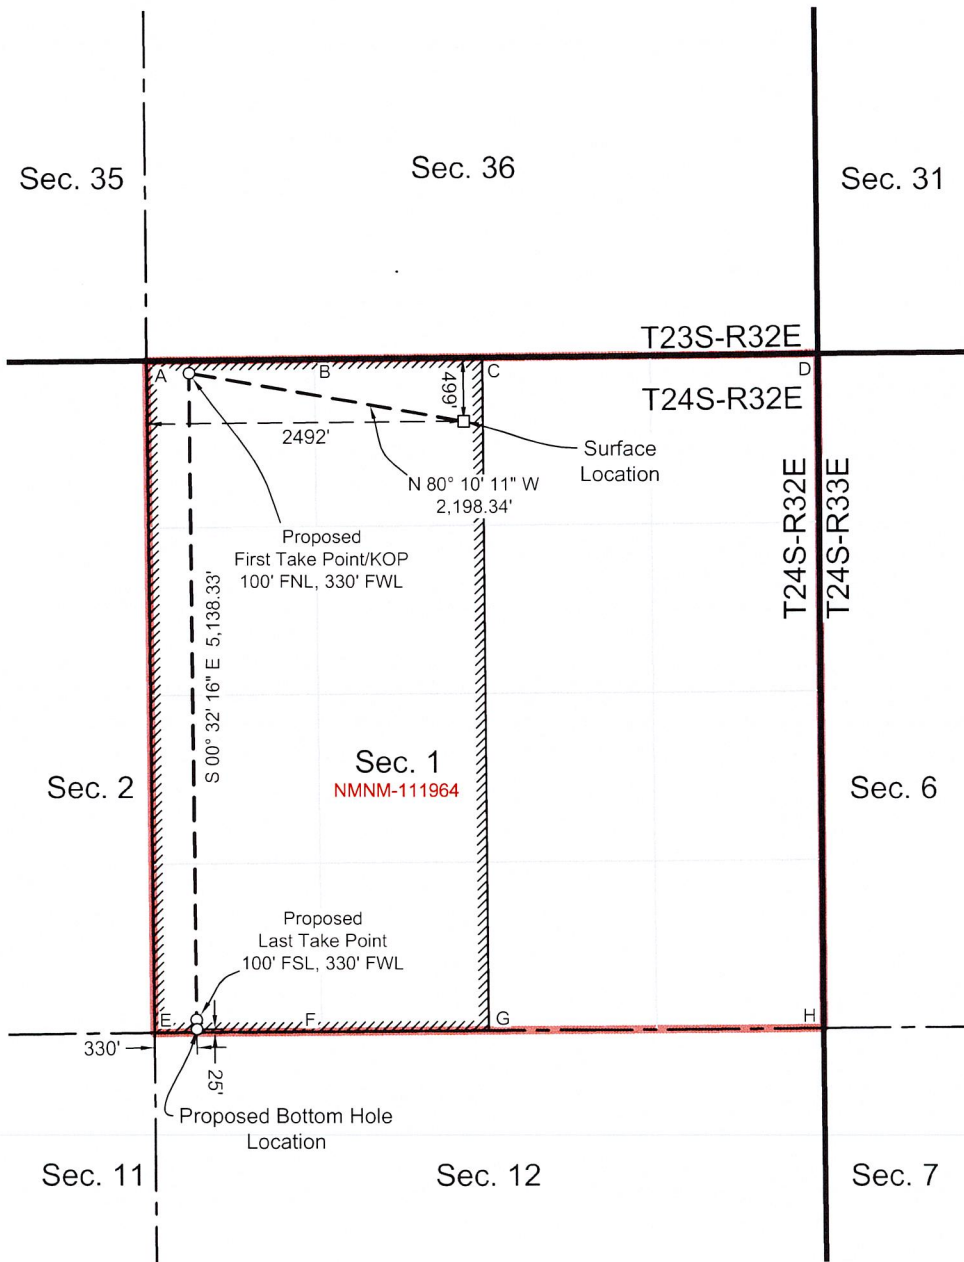 Sec. 35
Sec. 36
Sec. 31
T23S-R32E
A
B
C
D
499'
T24S-R32E
2492'
Surface
Location
N 80° 10' 11" W
2,198.34'
T24S-R32E
T24S-R33E
Proposed
First Take Point/KOP
100' FNL, 330' FWL
S 00° 32' 16" E 5,138.33'
Sec. 2
Sec. 1
NMNM-111964
Sec. 6
Proposed
Last Take Point
100' FSL, 330' FWL
E
F
G
H
330'
25'
Proposed Bottom Hole
Location
Sec. 11
Sec. 12
Sec. 7